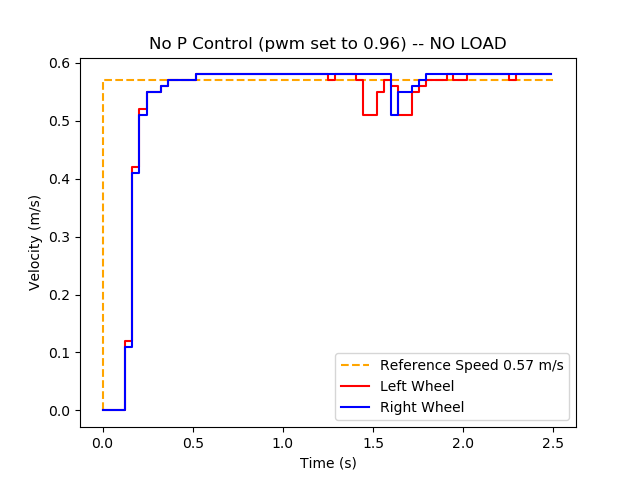 No P Control (pwm set to 0.96) -- NO LOAD
0.6
0.5
0.4
0.3
0.2
0.1
0.0
Velocity (m/s)
Reference Speed 0.57 m/s
Left Wheel
Right Wheel
0.0 0.5 1.0 1.5 2.0 2.5
Time (s)